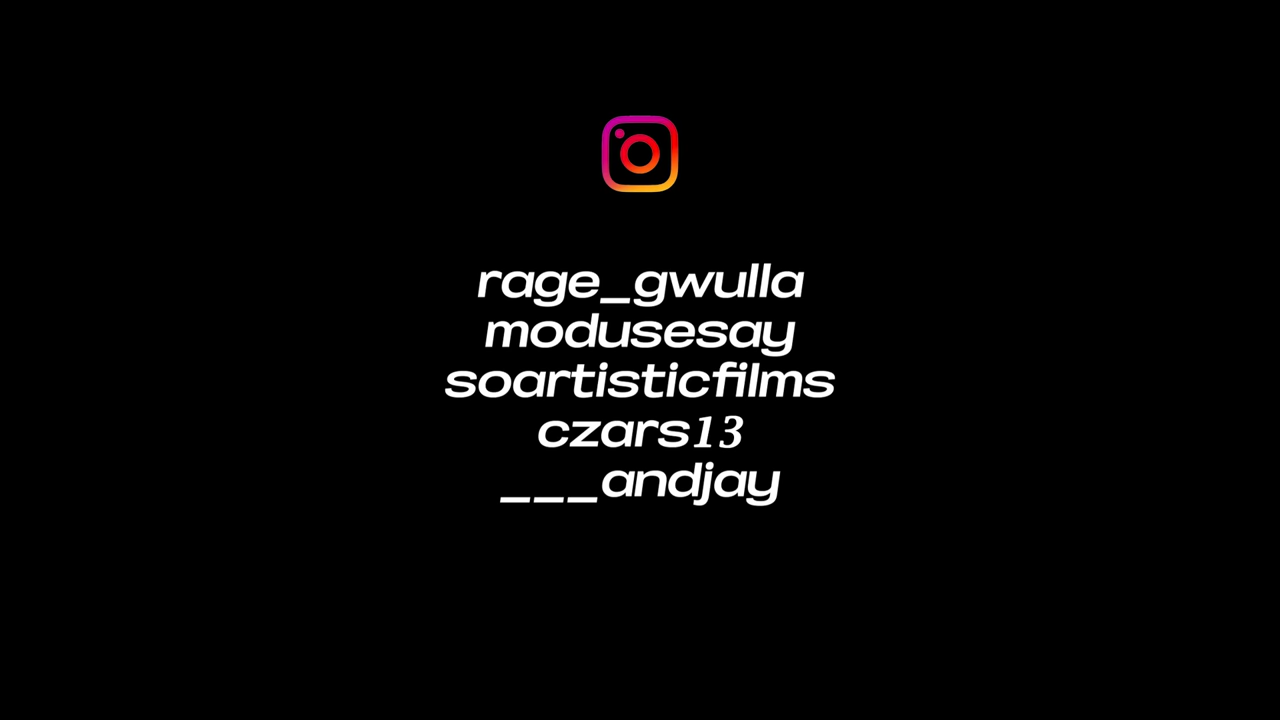 rage_gwulla
modusesay
soartisticfilms
czars13
___andjay